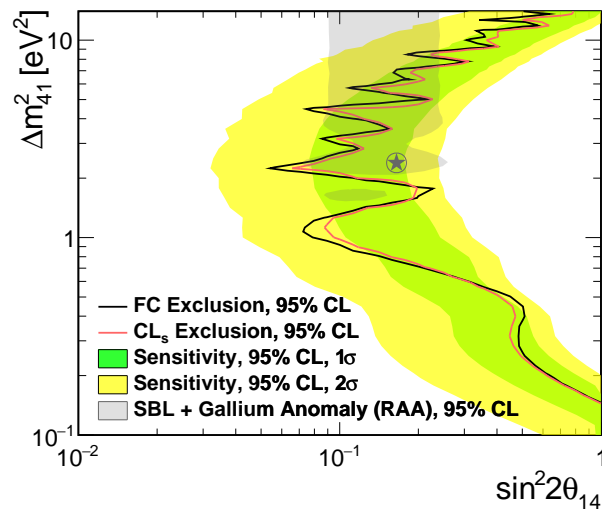 Δm²₄₁ [eV²]
10
1
10⁻¹
FC Exclusion, 95% CL
CLₛ Exclusion, 95% CL
Sensitivity, 95% CL, 1σ
Sensitivity, 95% CL, 2σ
SBL + Gallium Anomaly (RAA), 95% CL
10⁻² 10⁻¹ 1
sin²2θ₁₄